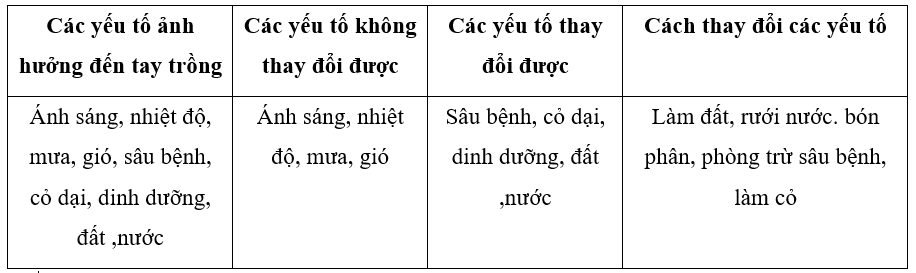 Các yếu tố ảnh
hưởng đến tay trồng
Các yếu tố không
thay đổi được
Các yếu tố thay
đổi được
Cách thay đổi các yếu tố
Ánh sáng, nhiệt độ,
mưa, gió, sâu bệnh,
cỏ dại, dinh dưỡng,
đất ,nước
Ánh sáng, nhiệt
độ, mưa, gió
Sâu bệnh, cỏ dại,
dinh dưỡng, đất
,nước
Làm đất, rưới nước. bón
phân, phòng trừ sâu bệnh,
làm cỏ